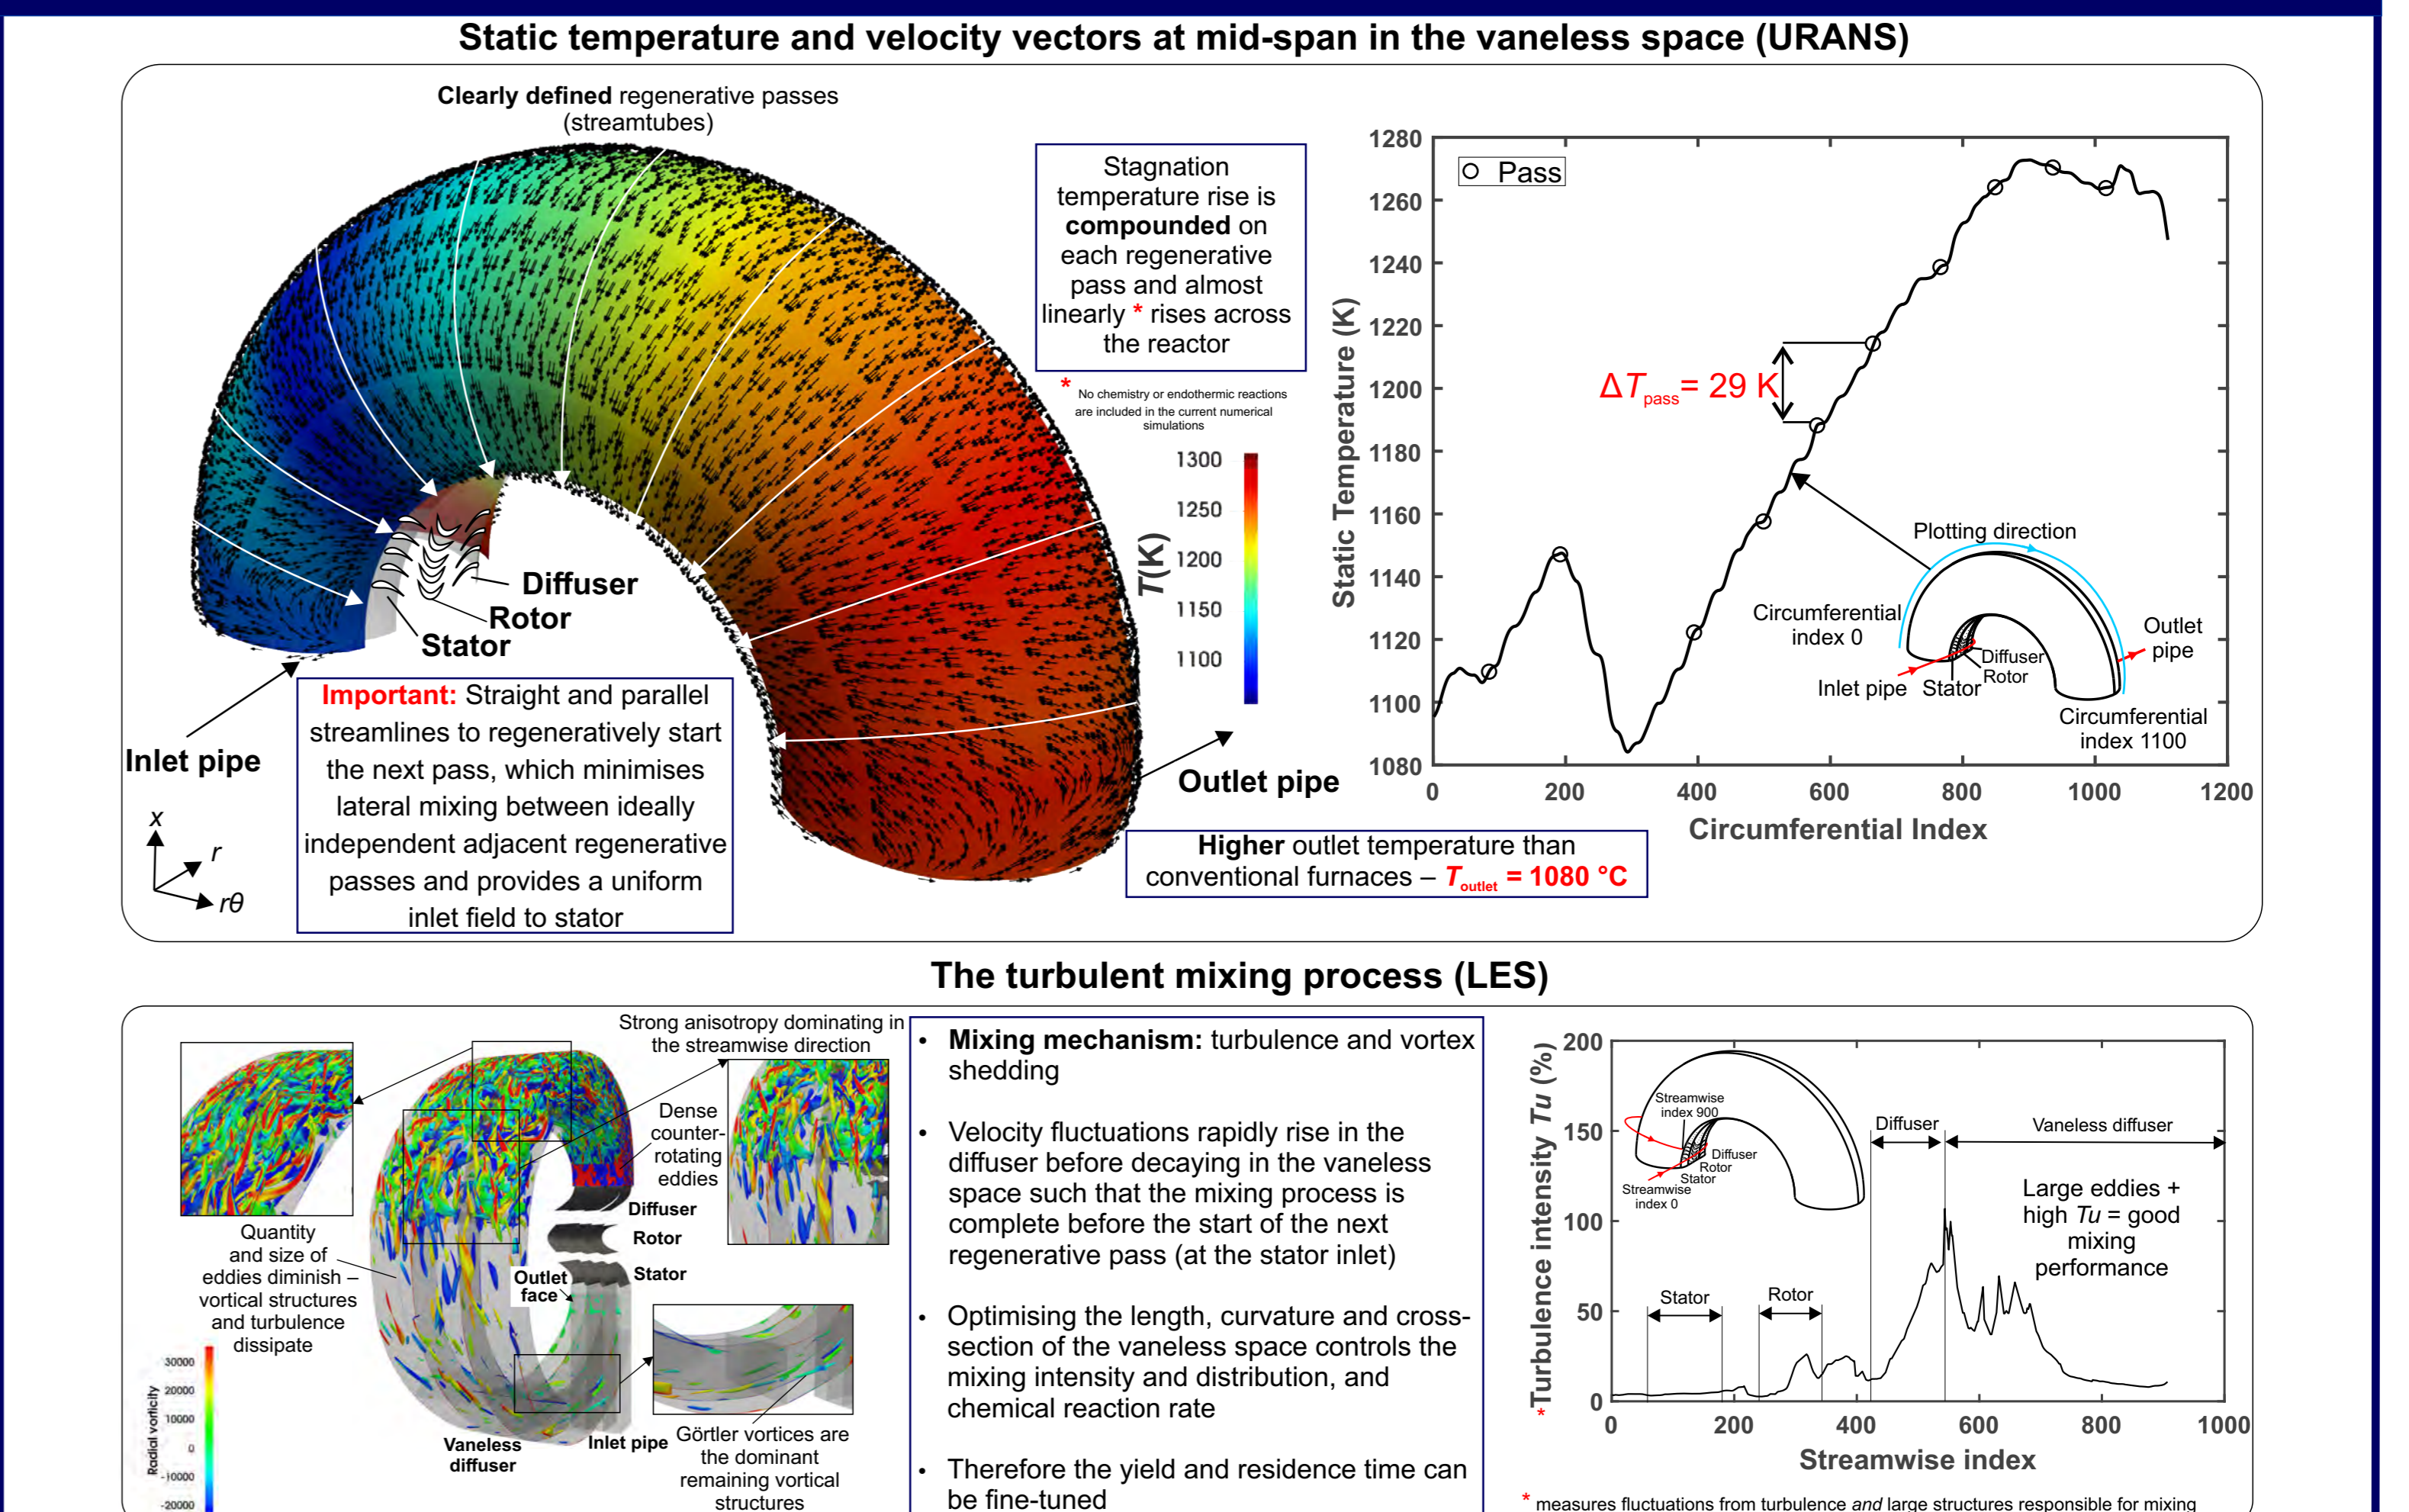 Static temperature and velocity vectors at mid-span in the vaneless space (URANS)
Clearly defined regenerative passes
(streamtubes)
Diffuser
Rotor
Stator
Inlet pipe
Outlet pipe
x
r
rθ
Important: Straight and parallel
streamlines to regeneratively start
the next pass, which minimises
lateral mixing between ideally
independent adjacent regenerative
passes and provides a uniform
inlet field to stator
Stagnation
temperature rise is
compounded on
each regenerative
pass and almost
linearly * rises across
the reactor
* No chemistry or endothermic reactions
are included in the current numerical
simulations
T(K)
1300
1250
1200
1150
1100
Higher outlet temperature than
conventional furnaces – Toutlet = 1080 °C
Static Temperature (K)
1280
1260
1240
1220
1200
1180
1160
1140
1120
1100
1080
Pass
ΔTpass= 29 K
Plotting direction
Circumferential
index 0
Inlet pipe
Stator
Rotor
Diffuser
Outlet
pipe
Circumferential
index 1100
0 200 400 600 800 1000 1200
Circumferential Index
The turbulent mixing process (LES)
Strong anisotropy dominating in
the streamwise direction
Dense
counter-
rotating
eddies
Diffuser
Rotor
Stator
Outlet
face
Quantity
and size of
eddies diminish –
vortical structures
and turbulence
dissipate
Radial vorticity
30000
20000
10000
0
-10000
-20000
Vaneless
diffuser
Inlet pipe
Görtler vortices are
the dominant
remaining vortical
structures
• Mixing mechanism: turbulence and vortex
shedding
• Velocity fluctuations rapidly rise in the
diffuser before decaying in the vaneless
space such that the mixing process is
complete before the start of the next
regenerative pass (at the stator inlet)
• Optimising the length, curvature and cross-
section of the vaneless space controls the
mixing intensity and distribution, and
chemical reaction rate
• Therefore the yield and residence time can
be fine-tuned
* Turbulence intensity Tu (%)
200
150
100
50
0
Streamwise
index 900
Diffuser
Rotor
Stator
Streamwise
index 0
Stator
Rotor
Diffuser
Vaneless diffuser
Large eddies +
high Tu = good
mixing
performance
0 200 400 600 800 1000
Streamwise index
* measures fluctuations from turbulence and large structures responsible for mixing